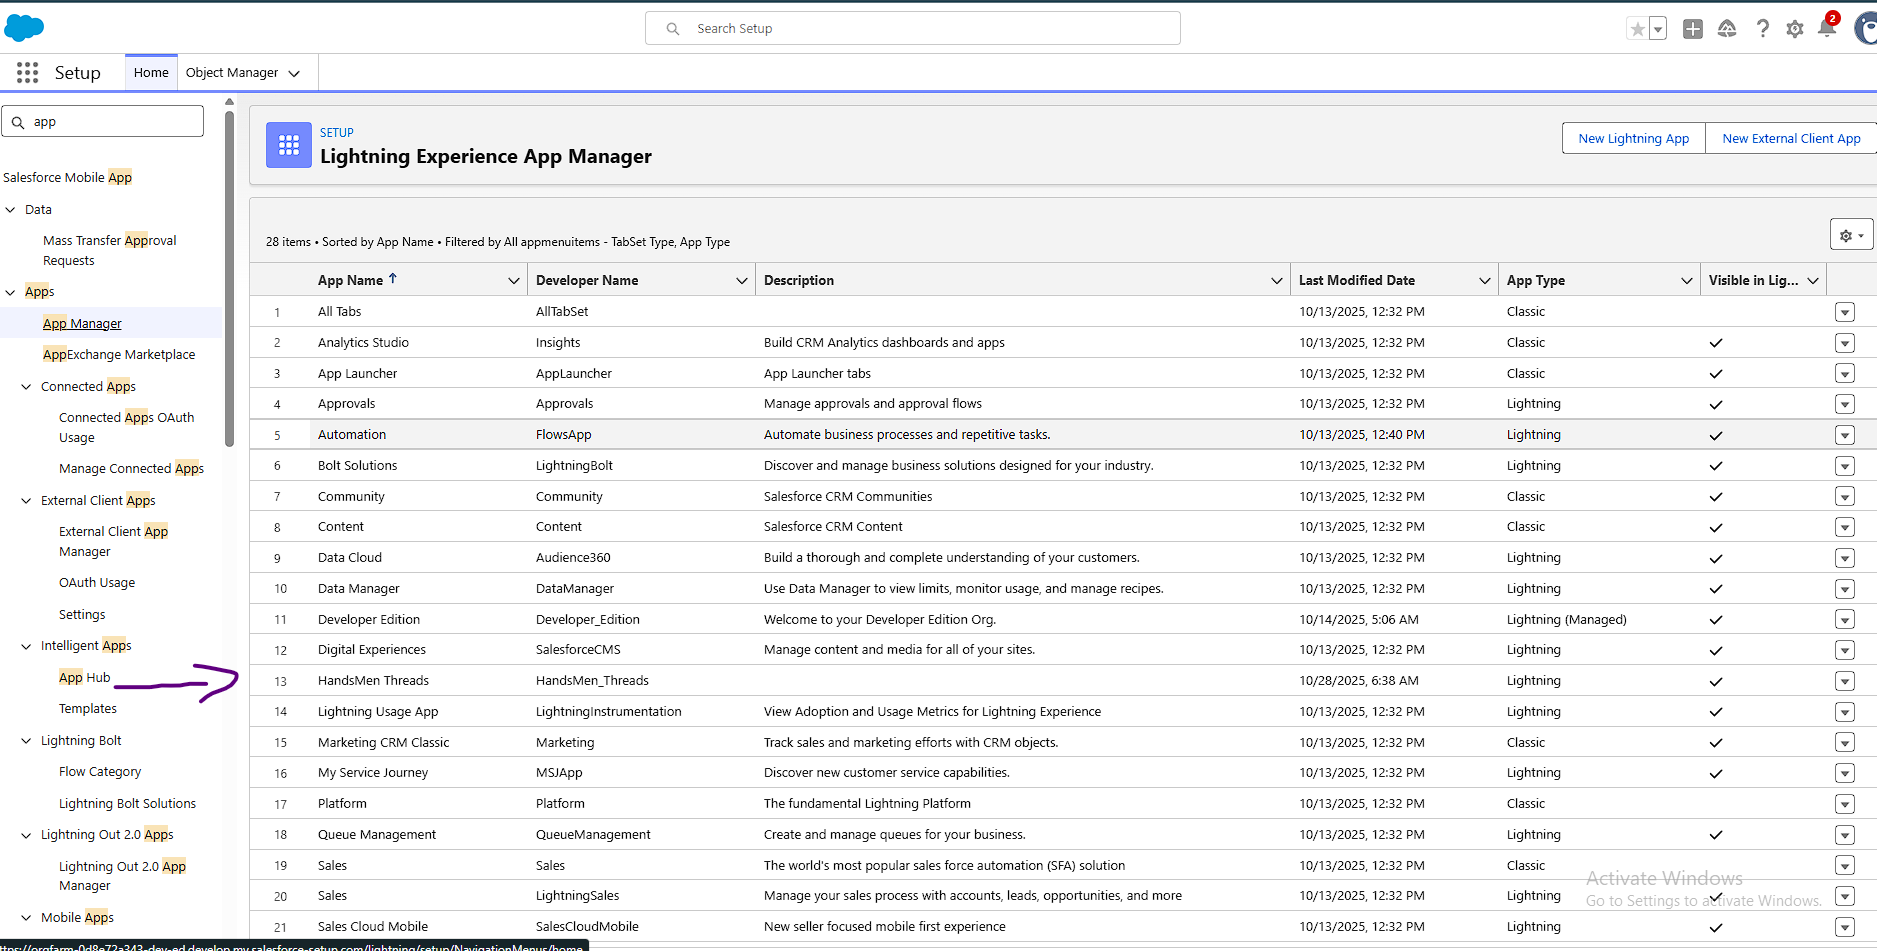 Search Setup
2
Setup
Home
Object Manager
app
Salesforce Mobile App
Data
Mass Transfer Approval
Requests
Apps
App Manager
AppExchange Marketplace
Connected Apps
Connected Apps OAuth
Usage
Manage Connected Apps
External Client Apps
External Client App
Manager
OAuth Usage
Settings
Intelligent Apps
App Hub
Templates
Lightning Bolt
Flow Category
Lightning Bolt Solutions
Lightning Out 2.0 Apps
Lightning Out 2.0 App
Manager
Mobile Apps
SETUP
Lightning Experience App Manager
New Lightning App
New External Client App
28 items • Sorted by App Name • Filtered by All appmenuitems - TabSet Type, App Type
App Name Developer Name Description Last Modified Date App Type Visible in Lig...
1 All Tabs AllTabSet 10/13/2025, 12:32 PM Classic
2 Analytics Studio Insights Build CRM Analytics dashboards and apps 10/13/2025, 12:32 PM Classic
3 App Launcher AppLauncher App Launcher tabs 10/13/2025, 12:32 PM Classic
4 Approvals Approvals Manage approvals and approval flows 10/13/2025, 12:32 PM Lightning
5 Automation FlowsApp Automate business processes and repetitive tasks. 10/13/2025, 12:40 PM Lightning
6 Bolt Solutions LightningBolt Discover and manage business solutions designed for your industry. 10/13/2025, 12:32 PM Lightning
7 Community Community Salesforce CRM Communities 10/13/2025, 12:32 PM Classic
8 Content Content Salesforce CRM Content 10/13/2025, 12:32 PM Classic
9 Data Cloud Audience360 Build a thorough and complete understanding of your customers. 10/13/2025, 12:32 PM Lightning
10 Data Manager DataManager Use Data Manager to view limits, monitor usage, and manage recipes. 10/13/2025, 12:32 PM Lightning
11 Developer Edition Developer_Edition Welcome to your Developer Edition Org. 10/14/2025, 5:06 AM Lightning (Managed)
12 Digital Experiences SalesforceCMS Manage content and media for all of your sites. 10/13/2025, 12:32 PM Lightning
13 HandsMen Threads HandsMen_Threads 10/28/2025, 6:38 AM Lightning
14 Lightning Usage App LightningInstrumentation View Adoption and Usage Metrics for Lightning Experience 10/13/2025, 12:32 PM Lightning
15 Marketing CRM Classic Marketing Track sales and marketing efforts with CRM objects. 10/13/2025, 12:32 PM Classic
16 My Service Journey MSJApp Discover new customer service capabilities. 10/13/2025, 12:32 PM Lightning
17 Platform Platform The fundamental Lightning Platform 10/13/2025, 12:32 PM Classic
18 Queue Management QueueManagement Create and manage queues for your business. 10/13/2025, 12:32 PM Lightning
19 Sales Sales The world's most popular sales force automation (SFA) solution 10/13/2025, 12:32 PM Classic
20 Sales LightningSales Manage your sales process with accounts, leads, opportunities, and more 10/13/2025, 12:32 PM Lightning
21 Sales Cloud Mobile SalesCloudMobile New seller focused mobile first experience 10/13/2025, 12:32 PM Lightning
Activate Windows
Go to Settings to activate Windows.
ttps://orgfarm-0d8e72a343-dev-ed.develop.my.salesforce-setup.com/lightning/setup/NavigationMenus/home